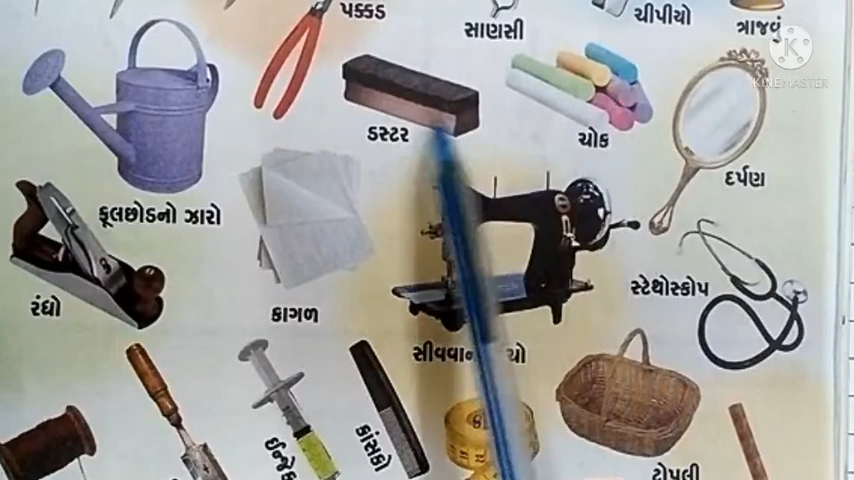 પક્કડ
સાણસી
ચીપીયો
ત્રાજવું
KINEMASTER
ડસ્ટર
ચોક
દર્પણ
ફૂલછોડનો ઝારો
રંધો
કાગળ
સ્ટેથોસ્કોપ
કાંસકો
ટોપલી